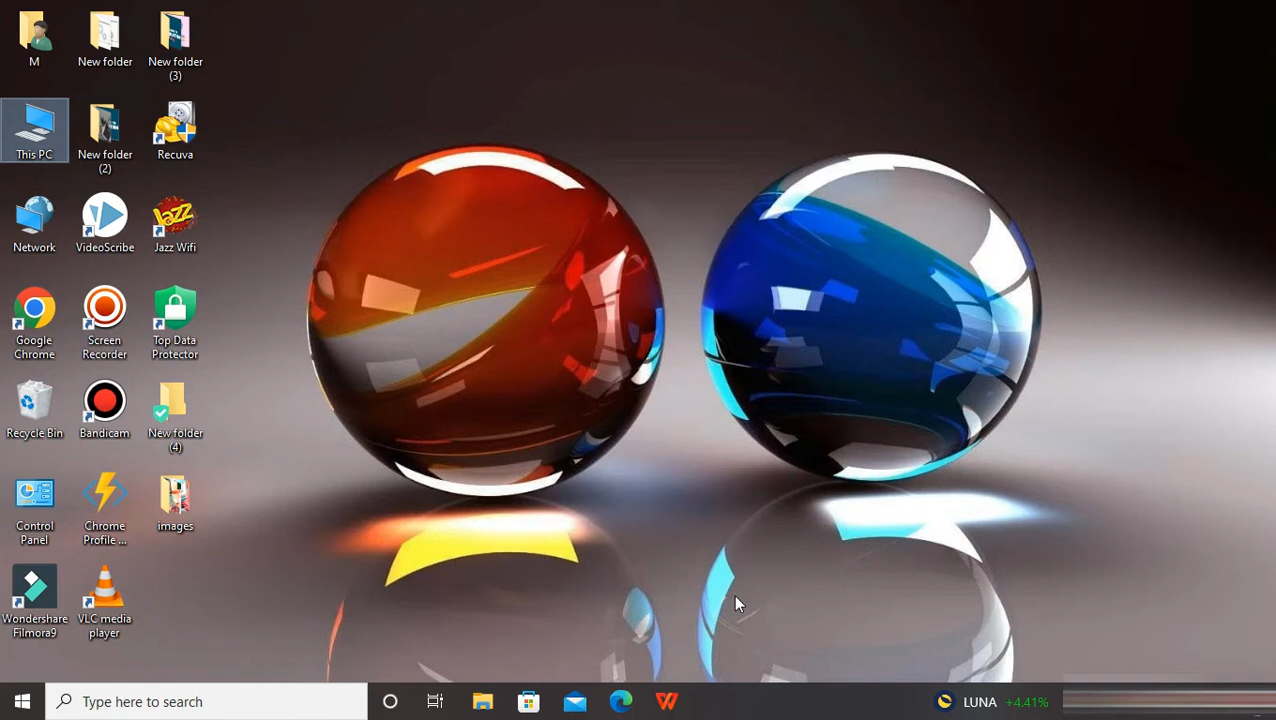 M
New folder
New folder
(3)
This PC
New folder
(2)
Recuva
Network
VideoScribe
Jazz
Jazz Wifi
Google
Chrome
Screen
Recorder
Top Data
Protector
Recycle Bin
Bandicam
New folder
(4)
Control
Panel
Chrome
Profile ...
images
Wondershare
Filmora9
VLC media
player
Type here to search
LUNA +4.41%